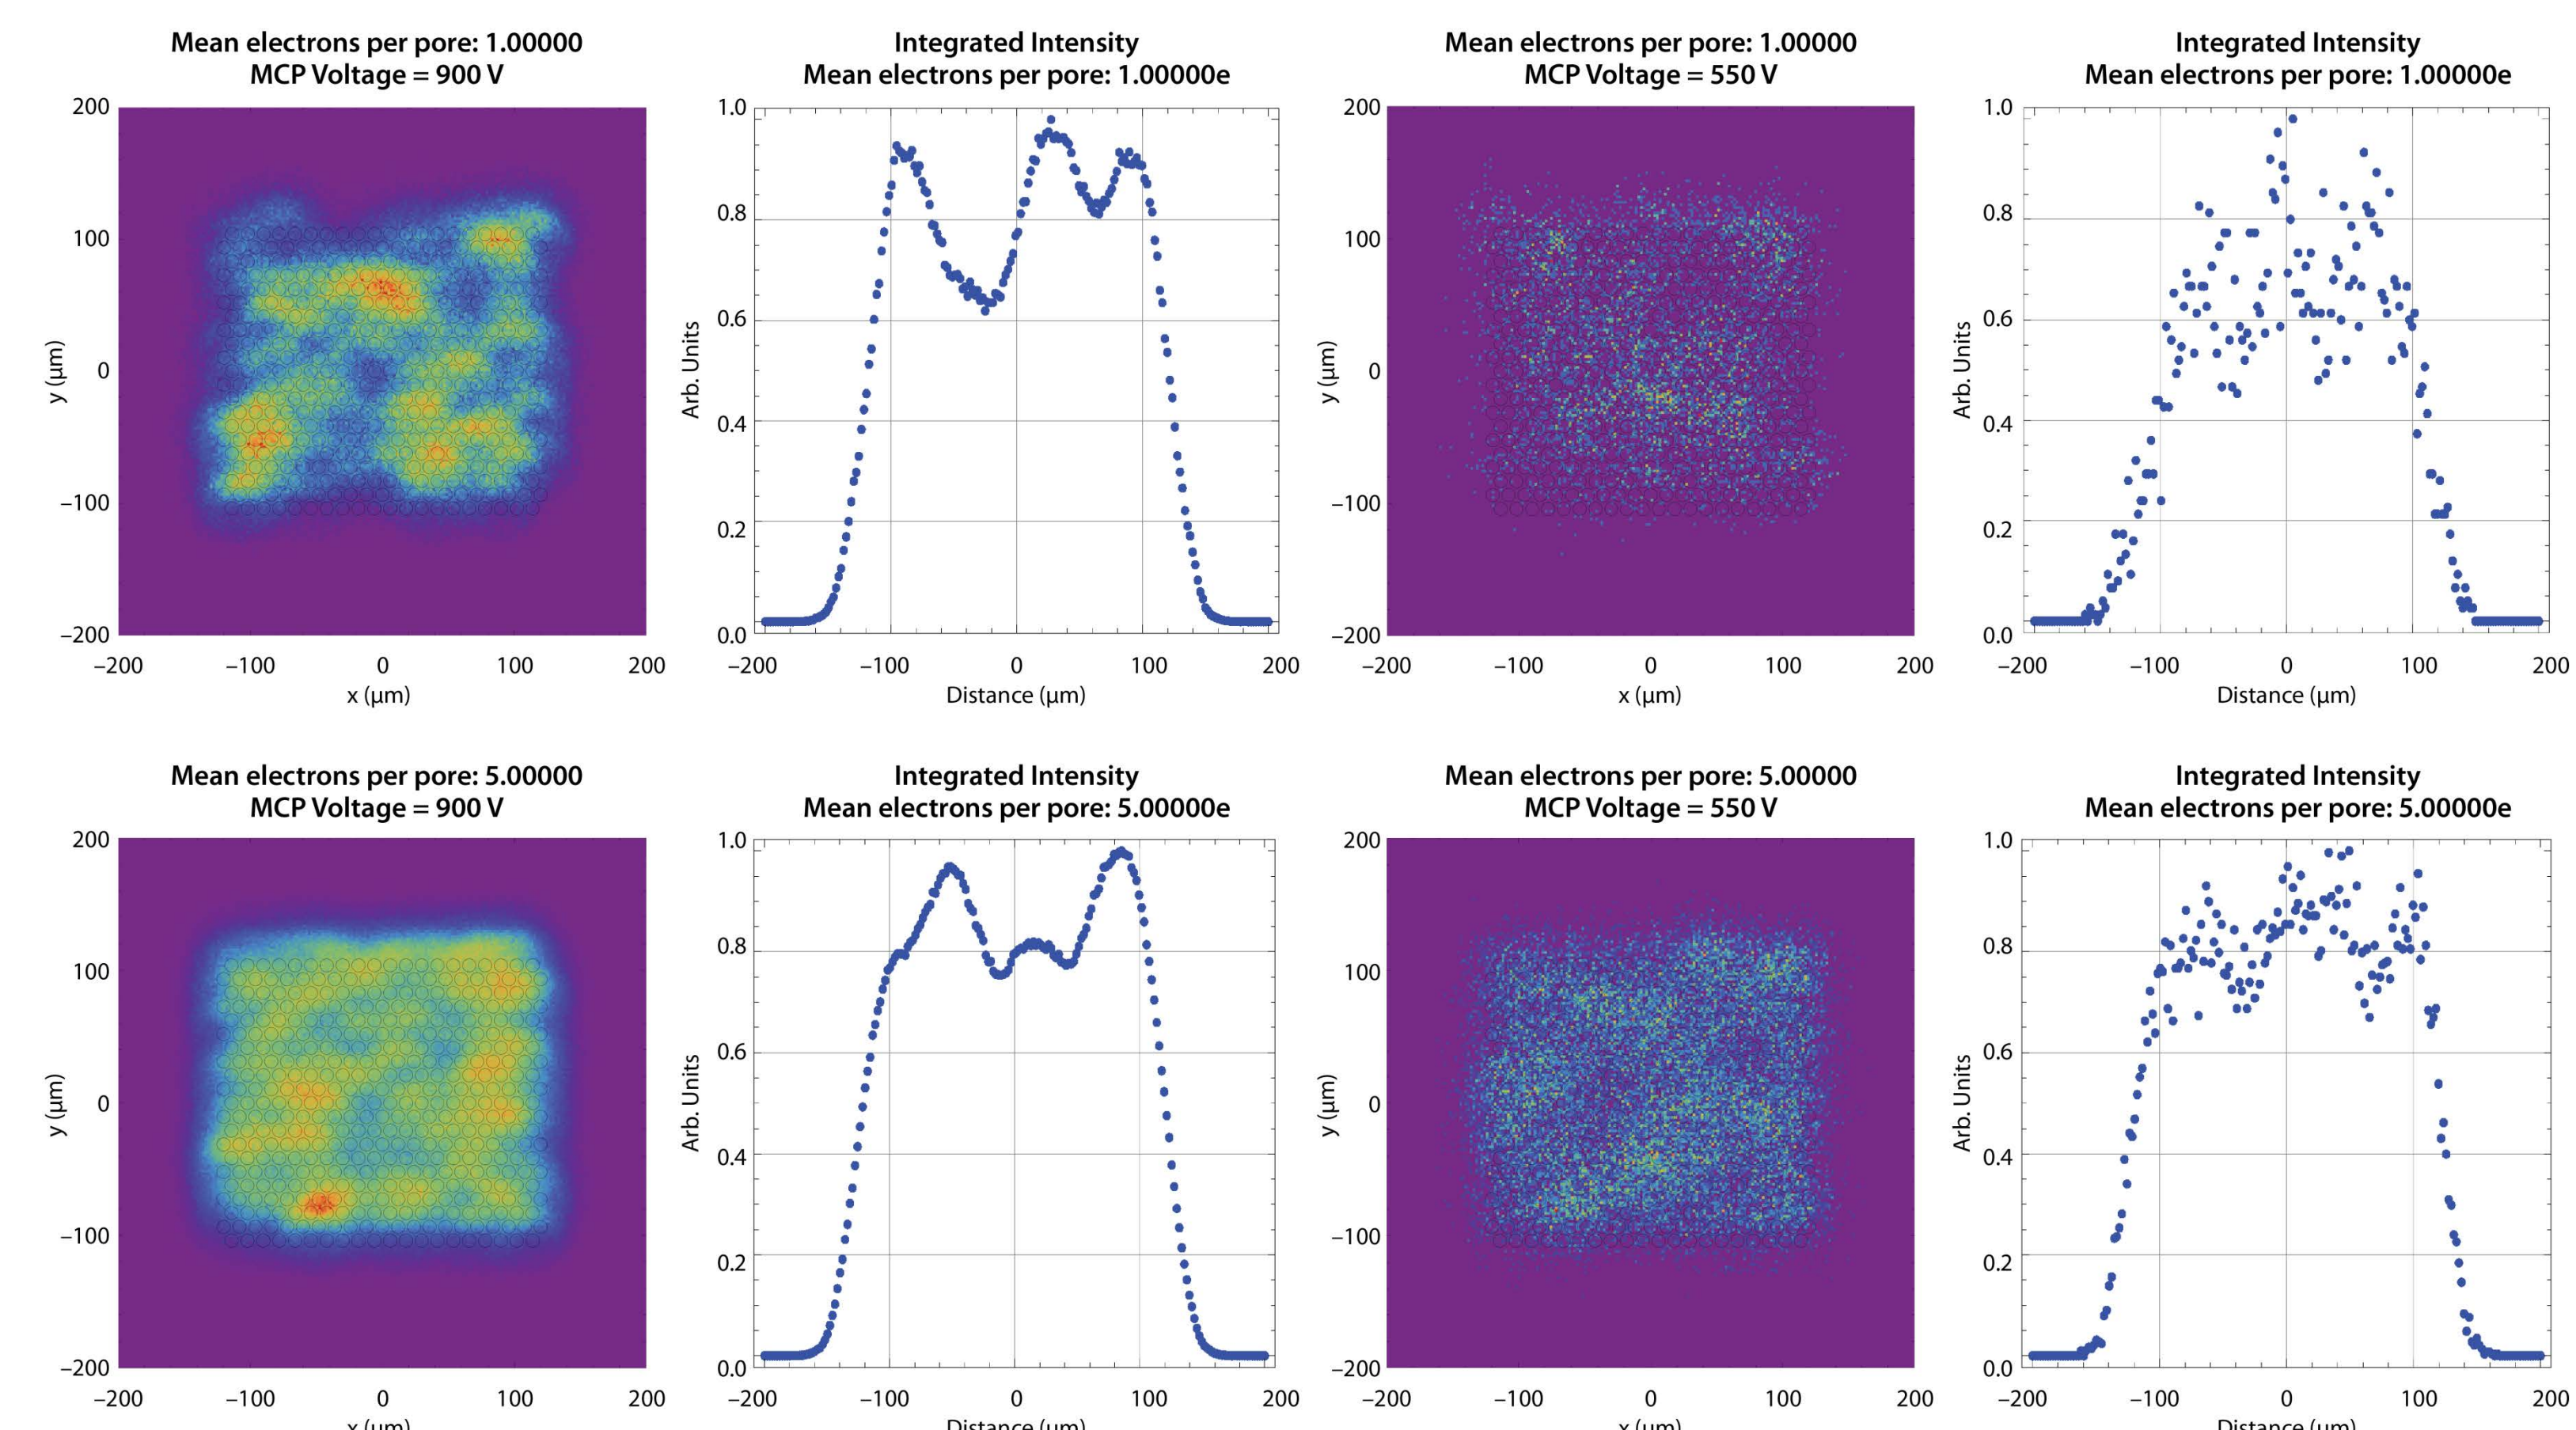 Mean electrons per pore: 1.00000
MCP Voltage = 900 V
200
100
0
−100
−200
y (µm)
−200
−100
0
100
200
x (µm)
Integrated Intensity
Mean electrons per pore: 1.00000e
1.0
0.8
0.6
0.4
0.2
0.0
Arb. Units
−200
−100
0
100
200
Distance (µm)
Mean electrons per pore: 1.00000
MCP Voltage = 550 V
200
100
0
−100
−200
y (µm)
−200
−100
0
100
200
x (µm)
Integrated Intensity
Mean electrons per pore: 1.00000e
1.0
0.8
0.6
0.4
0.2
0.0
Arb. Units
−200
−100
0
100
200
Distance (µm)
Mean electrons per pore: 5.00000
MCP Voltage = 900 V
200
100
0
−100
−200
y (µm)
−200
−100
0
100
200
x (µm)
Integrated Intensity
Mean electrons per pore: 5.00000e
1.0
0.8
0.6
0.4
0.2
0.0
Arb. Units
−200
−100
0
100
200
Distance (µm)
Mean electrons per pore: 5.00000
MCP Voltage = 550 V
200
100
0
−100
−200
y (µm)
−200
−100
0
100
200
x (µm)
Integrated Intensity
Mean electrons per pore: 5.00000e
1.0
0.8
0.6
0.4
0.2
0.0
Arb. Units
−200
−100
0
100
200
Distance (µm)